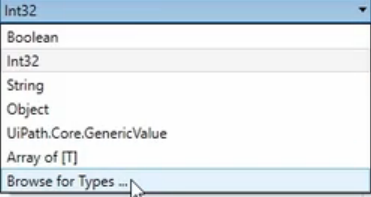 Int32
Boolean
Int32
String
Object
UiPath.Core.GenericValue
Array of [T]
Browse for Types ...